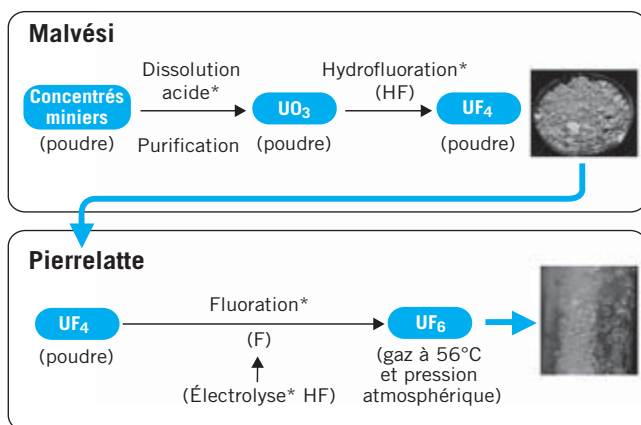 Malvési
Dissolution
acide*
Hydrofluoration*
(HF)
Concentrés
miniers
UO₃
UF₄
(poudre)
Purification
(poudre)
(poudre)
Pierrelatte
Fluoration*
UF₄
UF₆
(poudre)
(F)
(gaz à 56°C
et pression
atmosphérique)
(Électrolyse* HF)